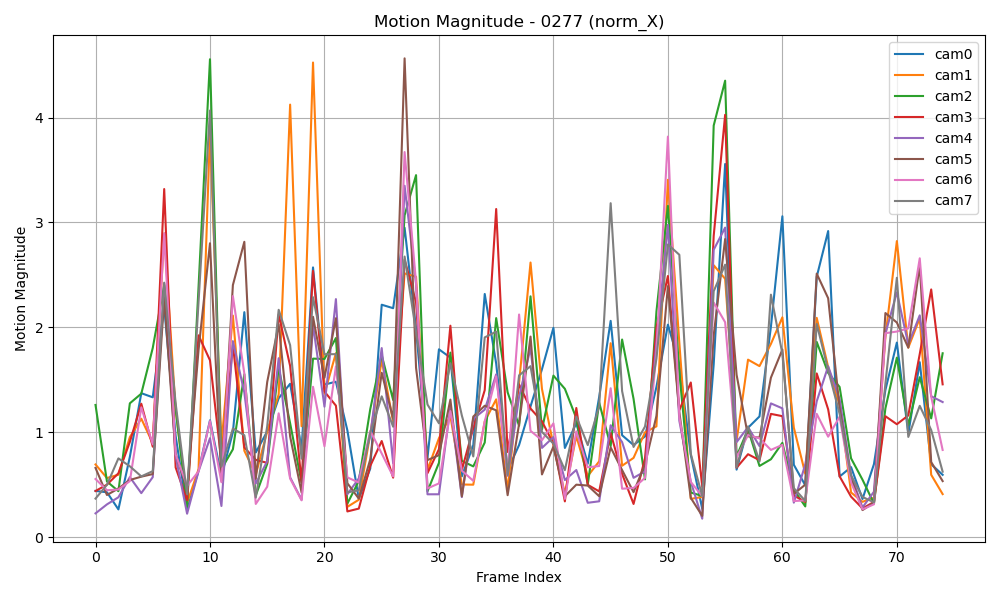 Motion Magnitude - 0277 (norm_X)
cam0
cam1
cam2
cam3
cam4
cam5
cam6
cam7
Motion Magnitude
4
3
2
1
0
0 10 20 30 40 50 60 70
Frame Index